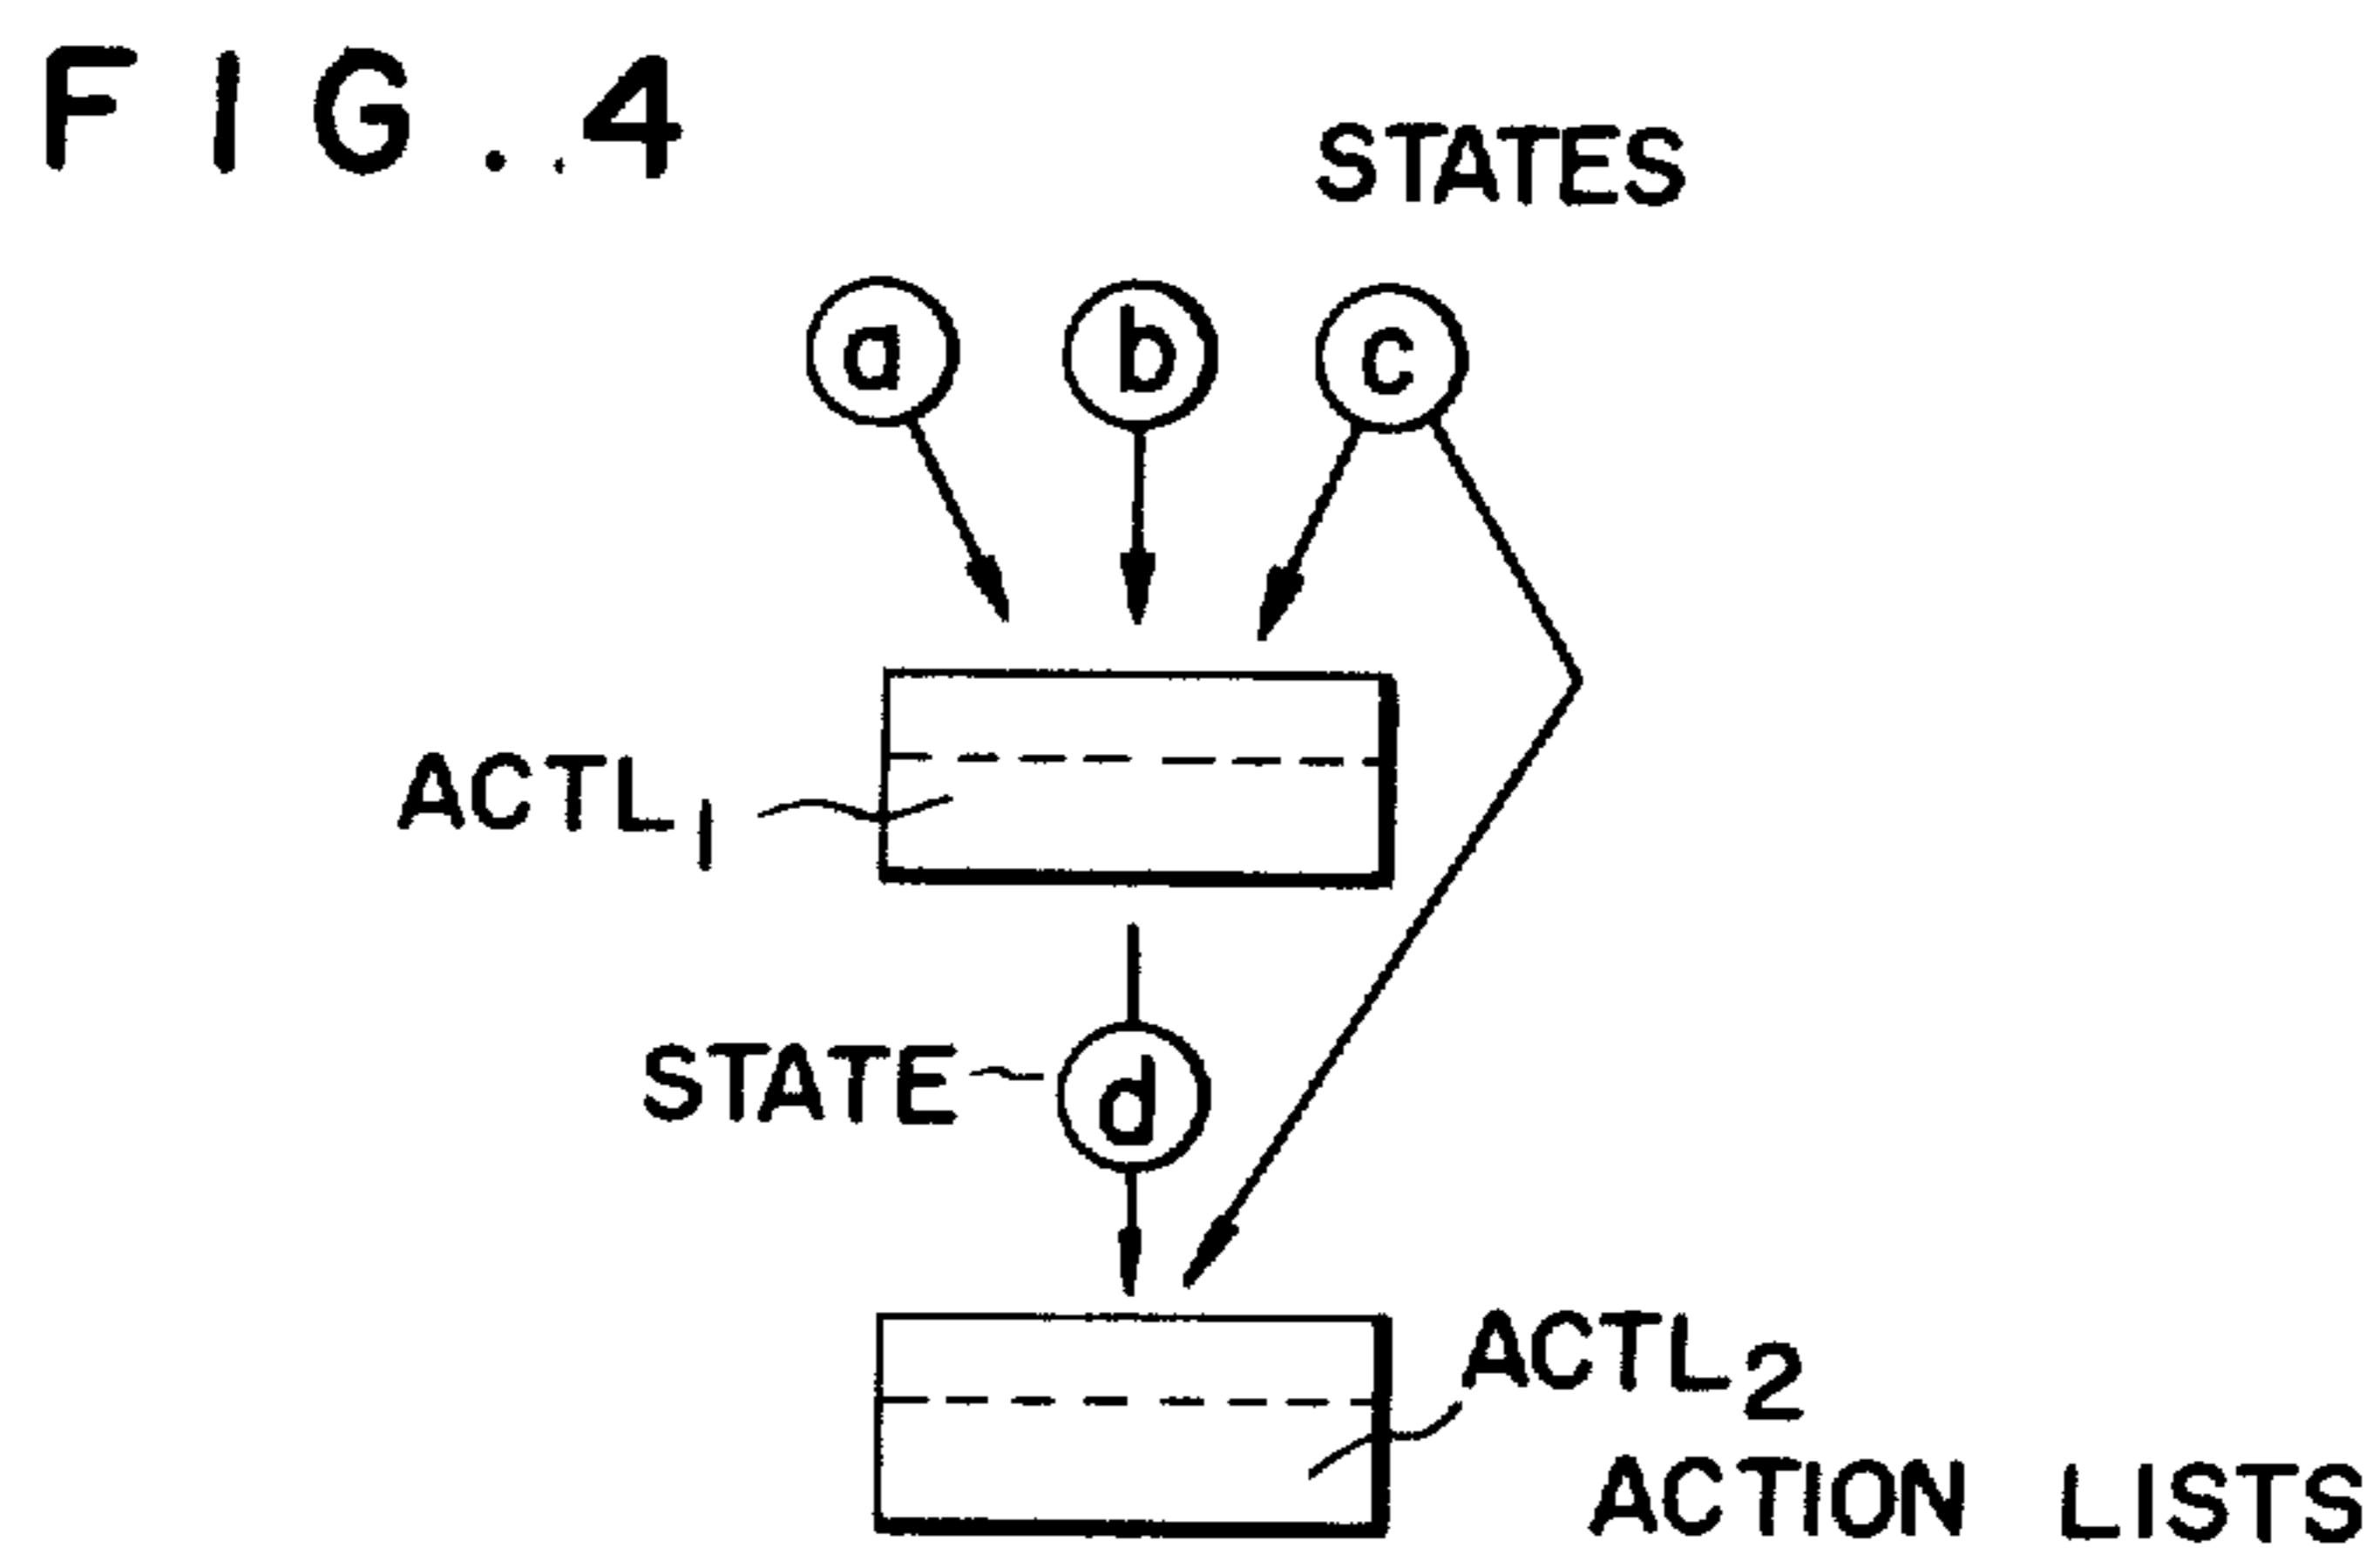 FIG. 4
STATES
a b c
ACTL1
STATE
d
ACTL2
ACTION LISTS